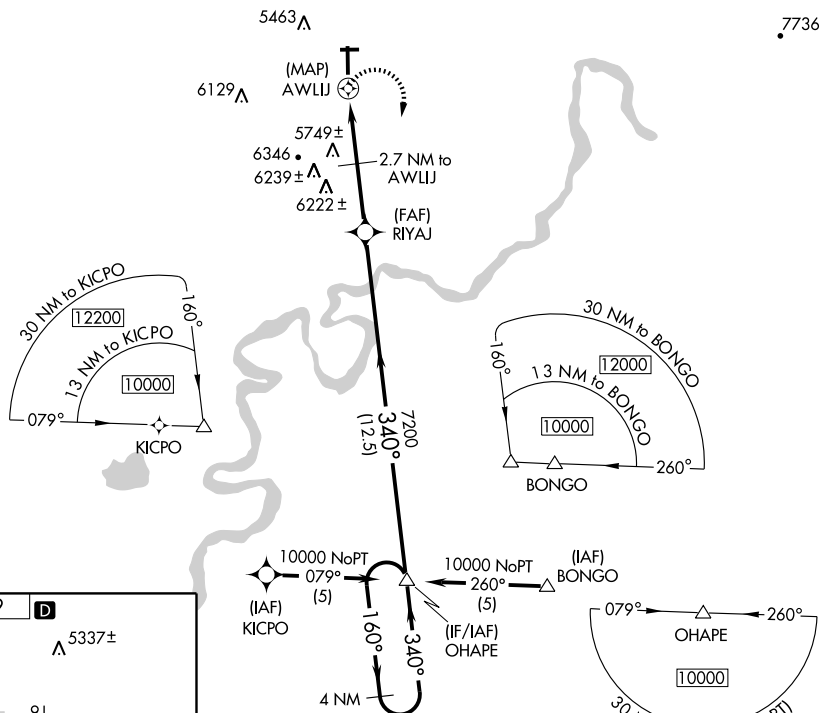 5463
7736
(MAP)
AWLIJ
6129
5749±
6346
2.7 NM to
AWLIJ
6239±
6222±
(FAF)
RIYAJ
30 NM to KICPO
12200
160°
13 NM to KICPO
10000
079°
KICPO
30 NM to BONGO
12000
160°
13 NM to BONGO
10000
260°
BONGO
7200
340°
(12.5)
10000 NoPT
079°
(5)
(IAF)
KICPO
10000 NoPT
260°
(5)
(IAF)
BONGO
(IF/IAF)
OHAPE
160°
340°
4 NM
079°
260°
OHAPE
10000
D
5337±